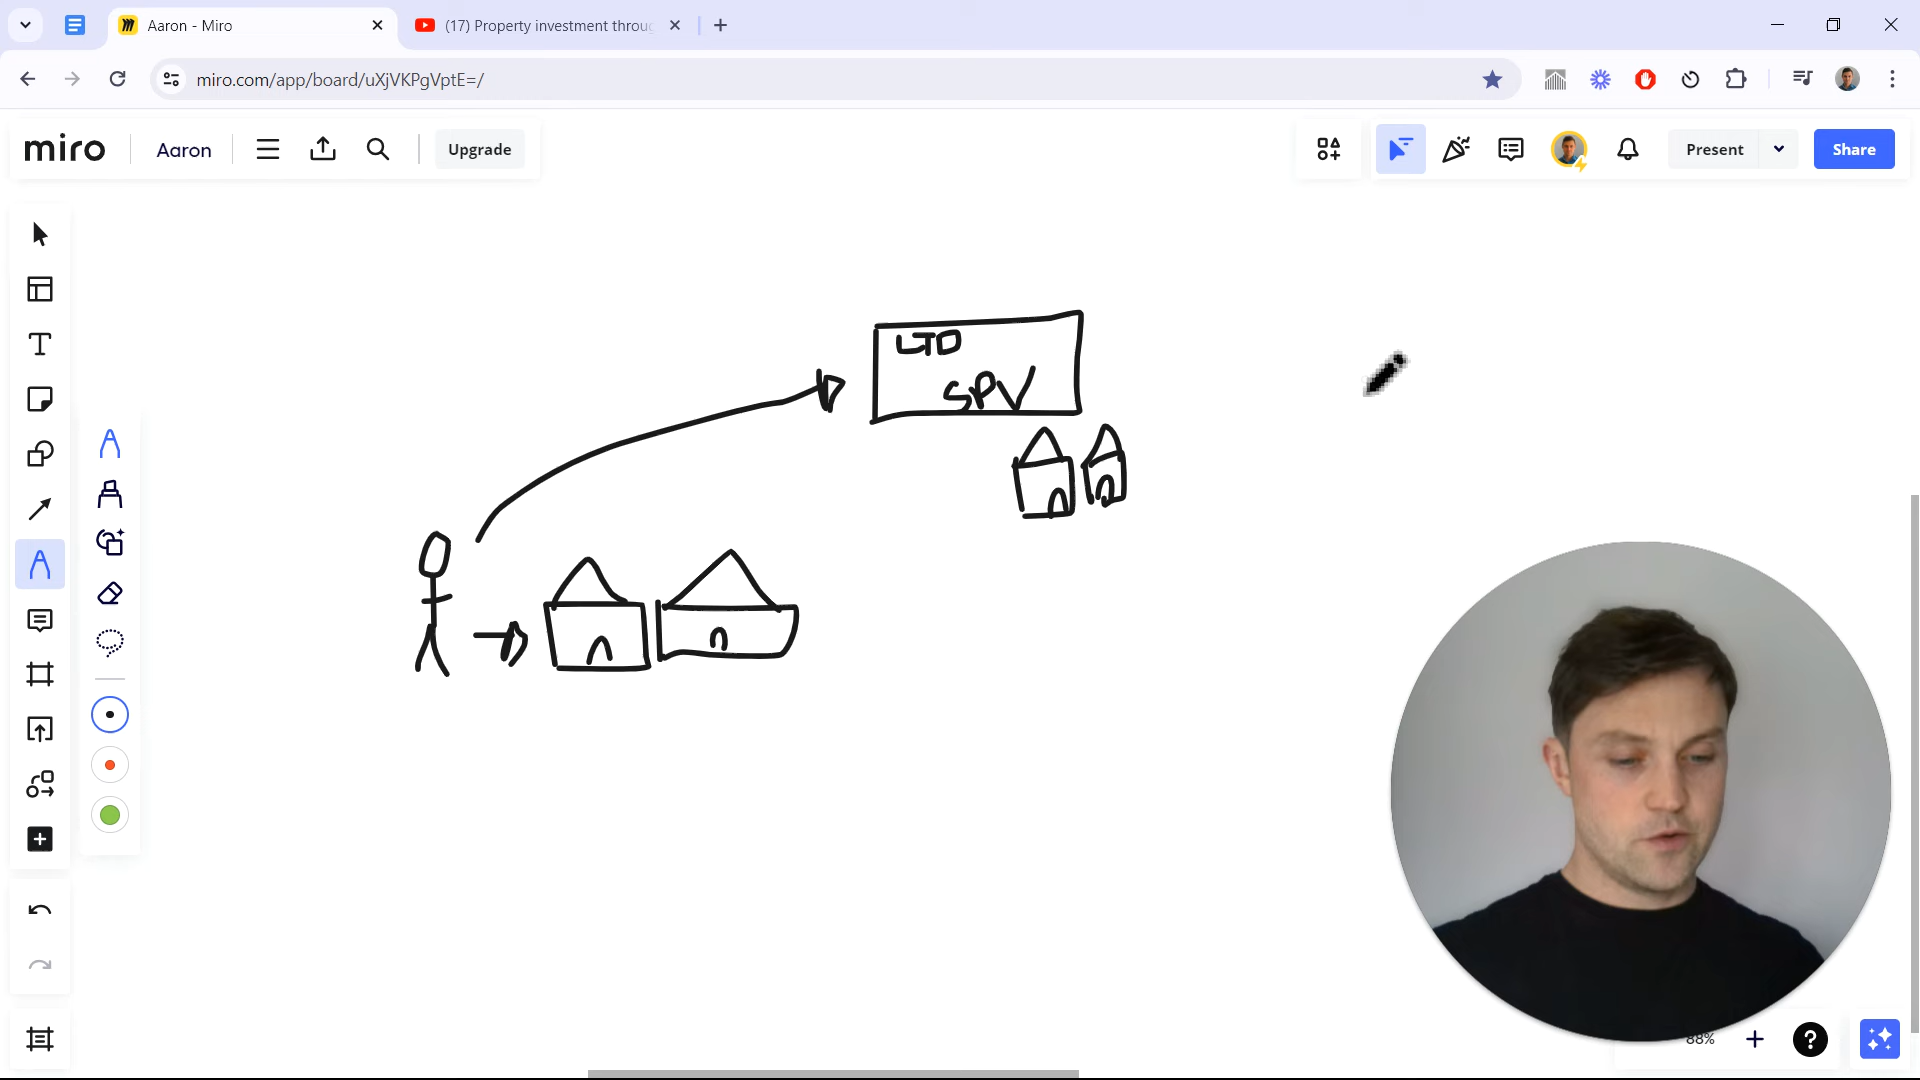 Aaron - Miro
(17) Property investment throu
miro.com/app/board/uXjVKPgVptE=/
miro
Aaron
Upgrade
Present
Share
LTD
SPV
88%